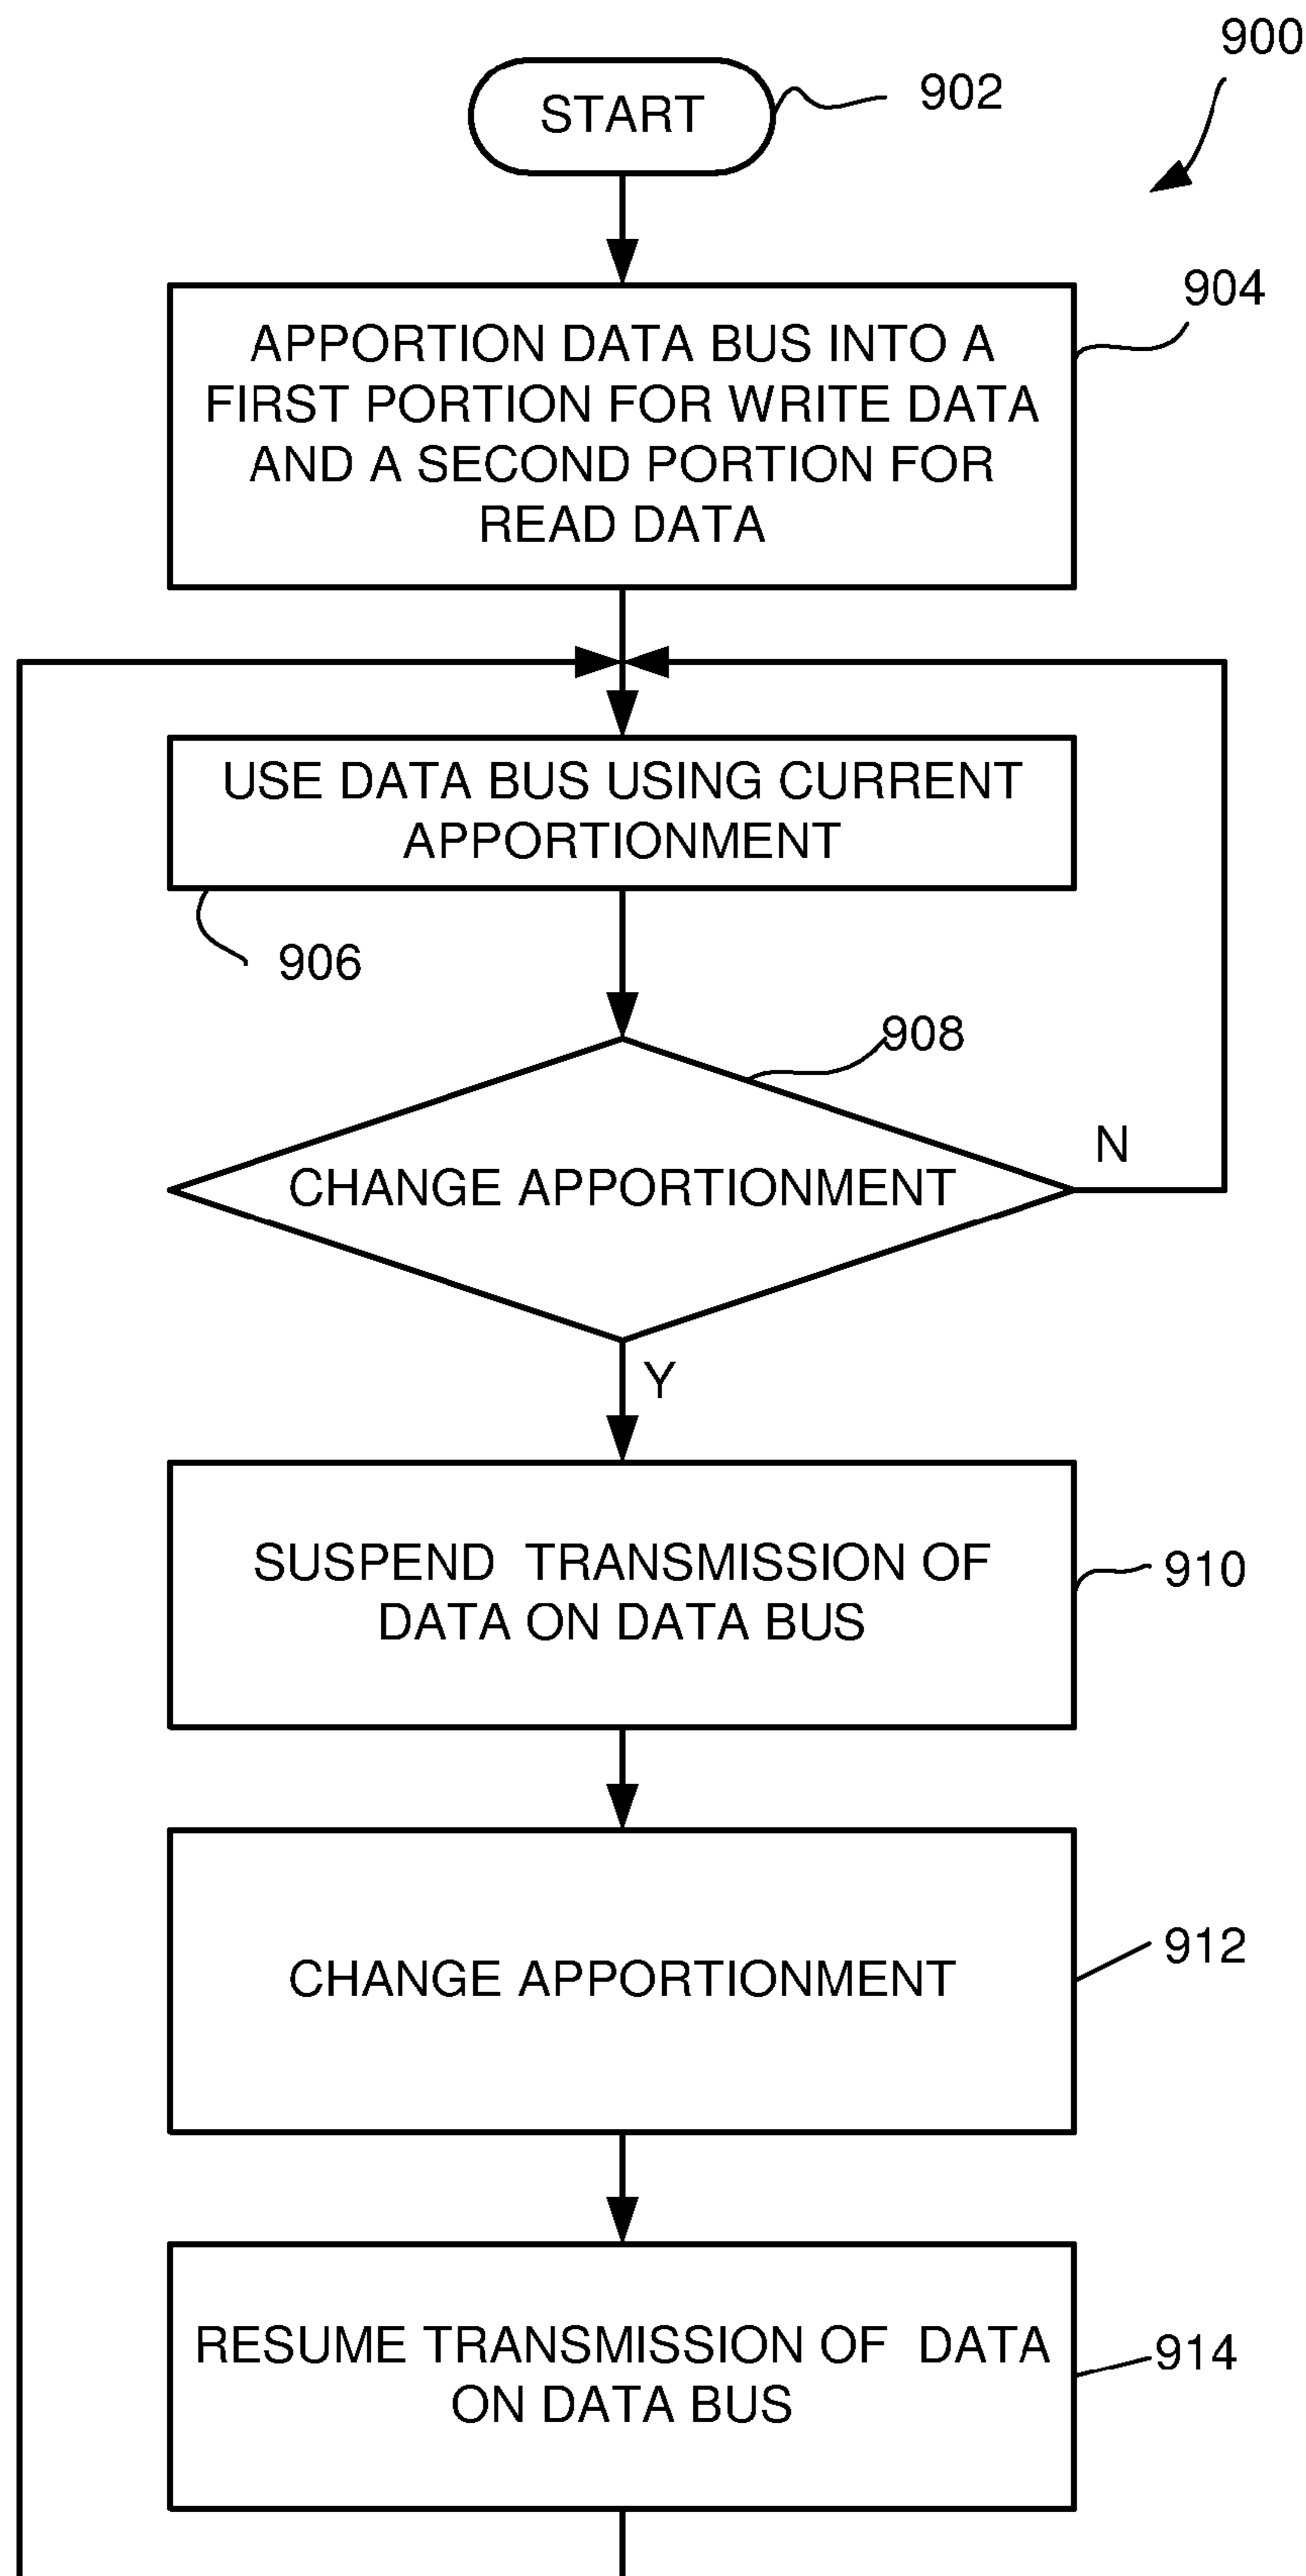 900
START
902
904
APPORTION DATA BUS INTO A
FIRST PORTION FOR WRITE DATA
AND A SECOND PORTION FOR
READ DATA
USE DATA BUS USING CURRENT
APPORTIONMENT
906
908
CHANGE APPORTIONMENT
N
Y
SUSPEND TRANSMISSION OF
DATA ON DATA BUS
910
CHANGE APPORTIONMENT
912
RESUME TRANSMISSION OF DATA
ON DATA BUS
914